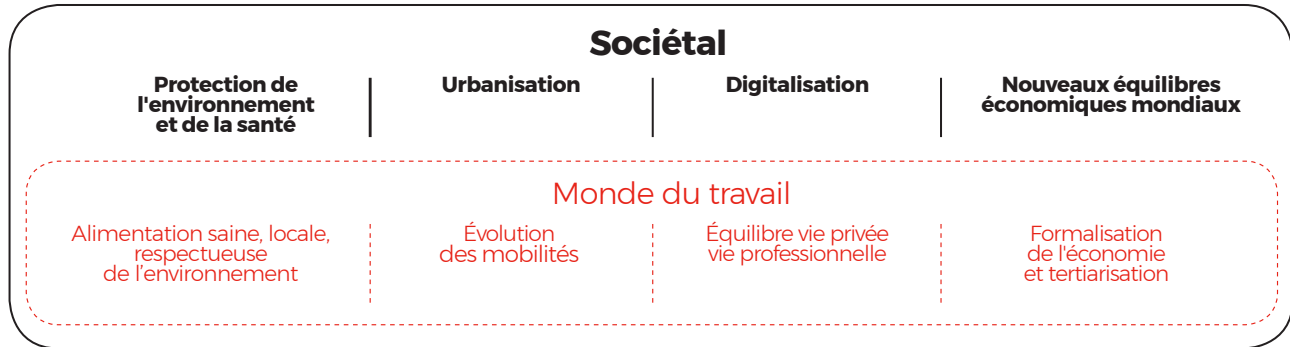 Sociétal
Protection de
l'environnement
et de la santé
Urbanisation
Digitalisation
Nouveaux équilibres
économiques mondiaux
Monde du travail
Alimentation saine, locale,
respectueuse
de l’environnement
Évolution
des mobilités
Équilibre vie privée
vie professionnelle
Formalisation
de l'économie
et tertiarisation